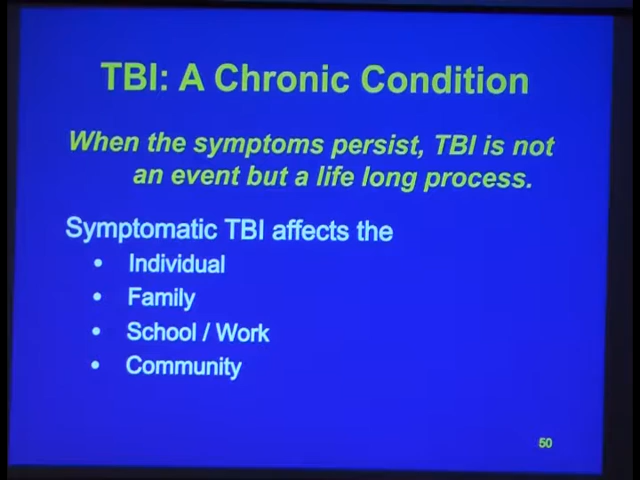 TBI: A Chronic Condition
When the symptoms persist, TBI is not
an event but a life long process.
Symptomatic TBI affects the
• Individual
• Family
• School / Work
• Community
50